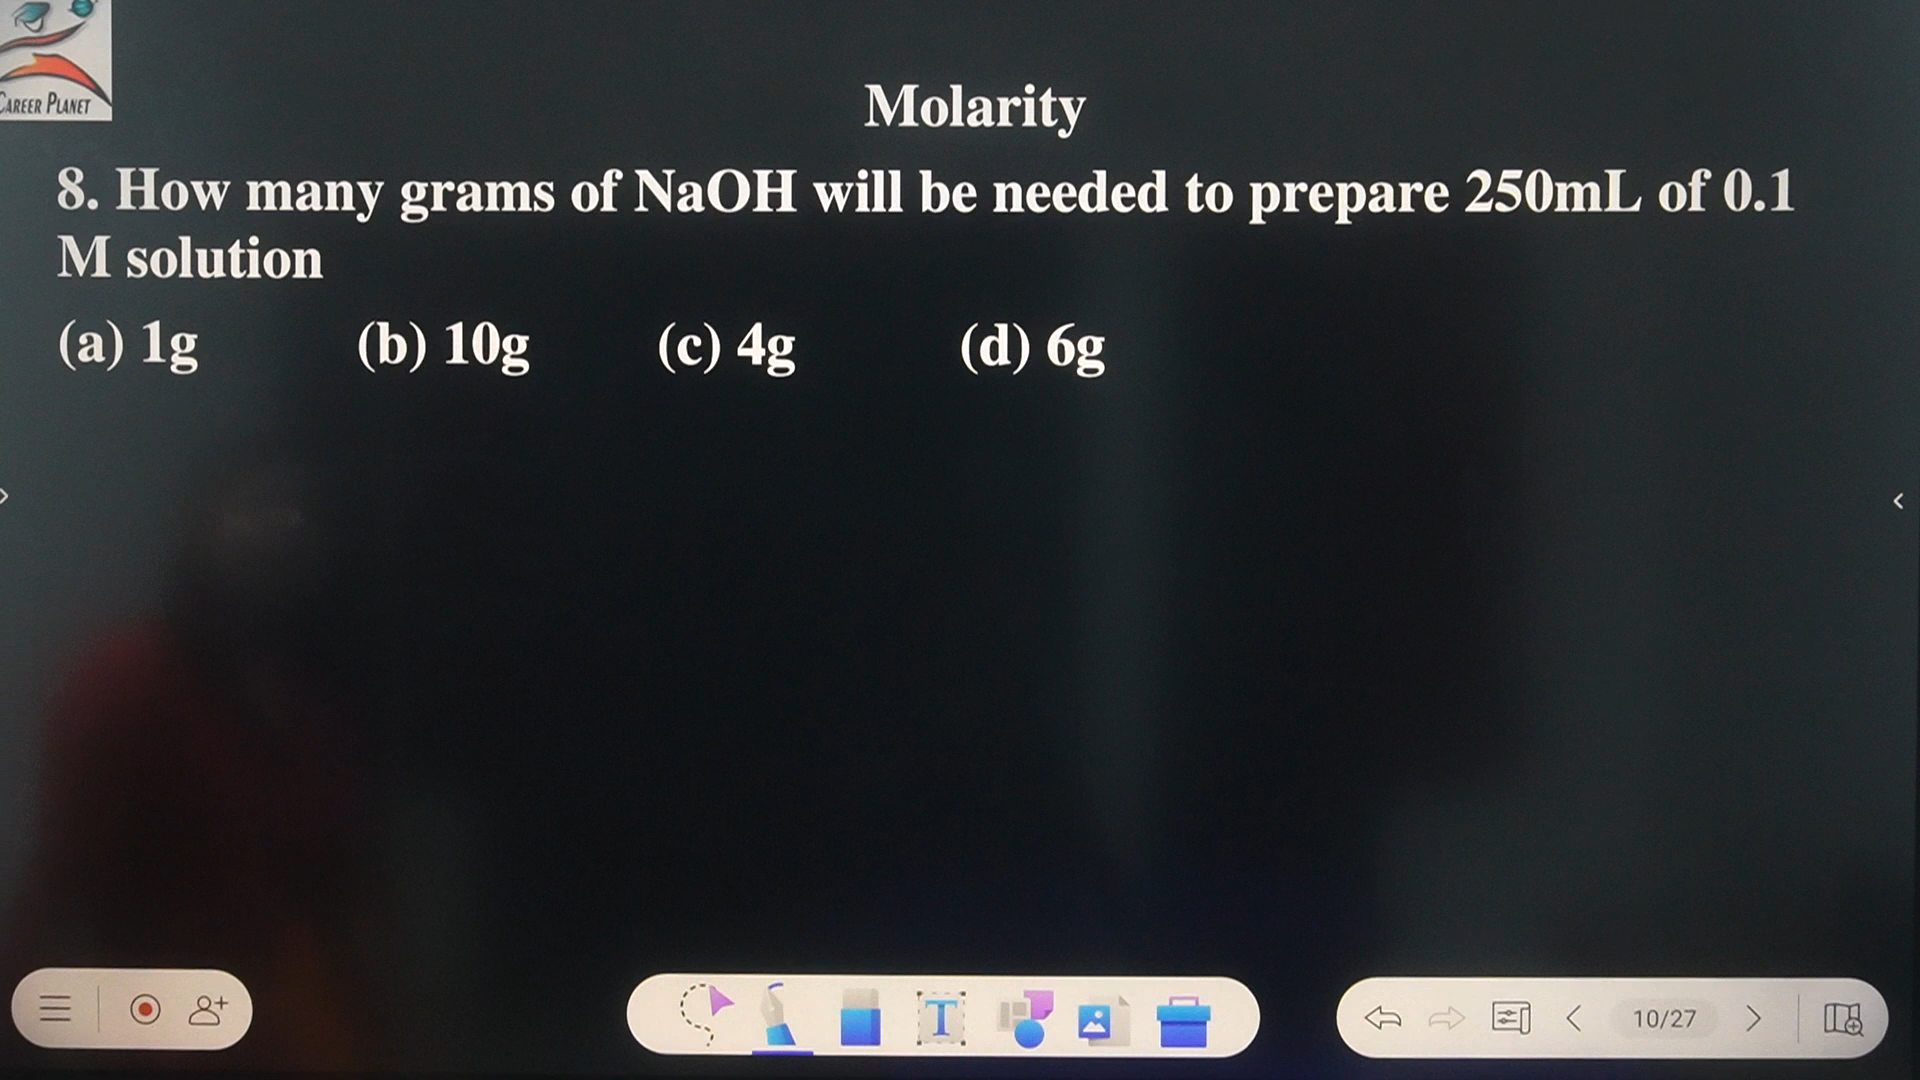 CAREER PLANET
Molarity
8. How many grams of NaOH will be needed to prepare 250mL of 0.1
M solution
(a) 1g (b) 10g (c) 4g (d) 6g
T
10/27